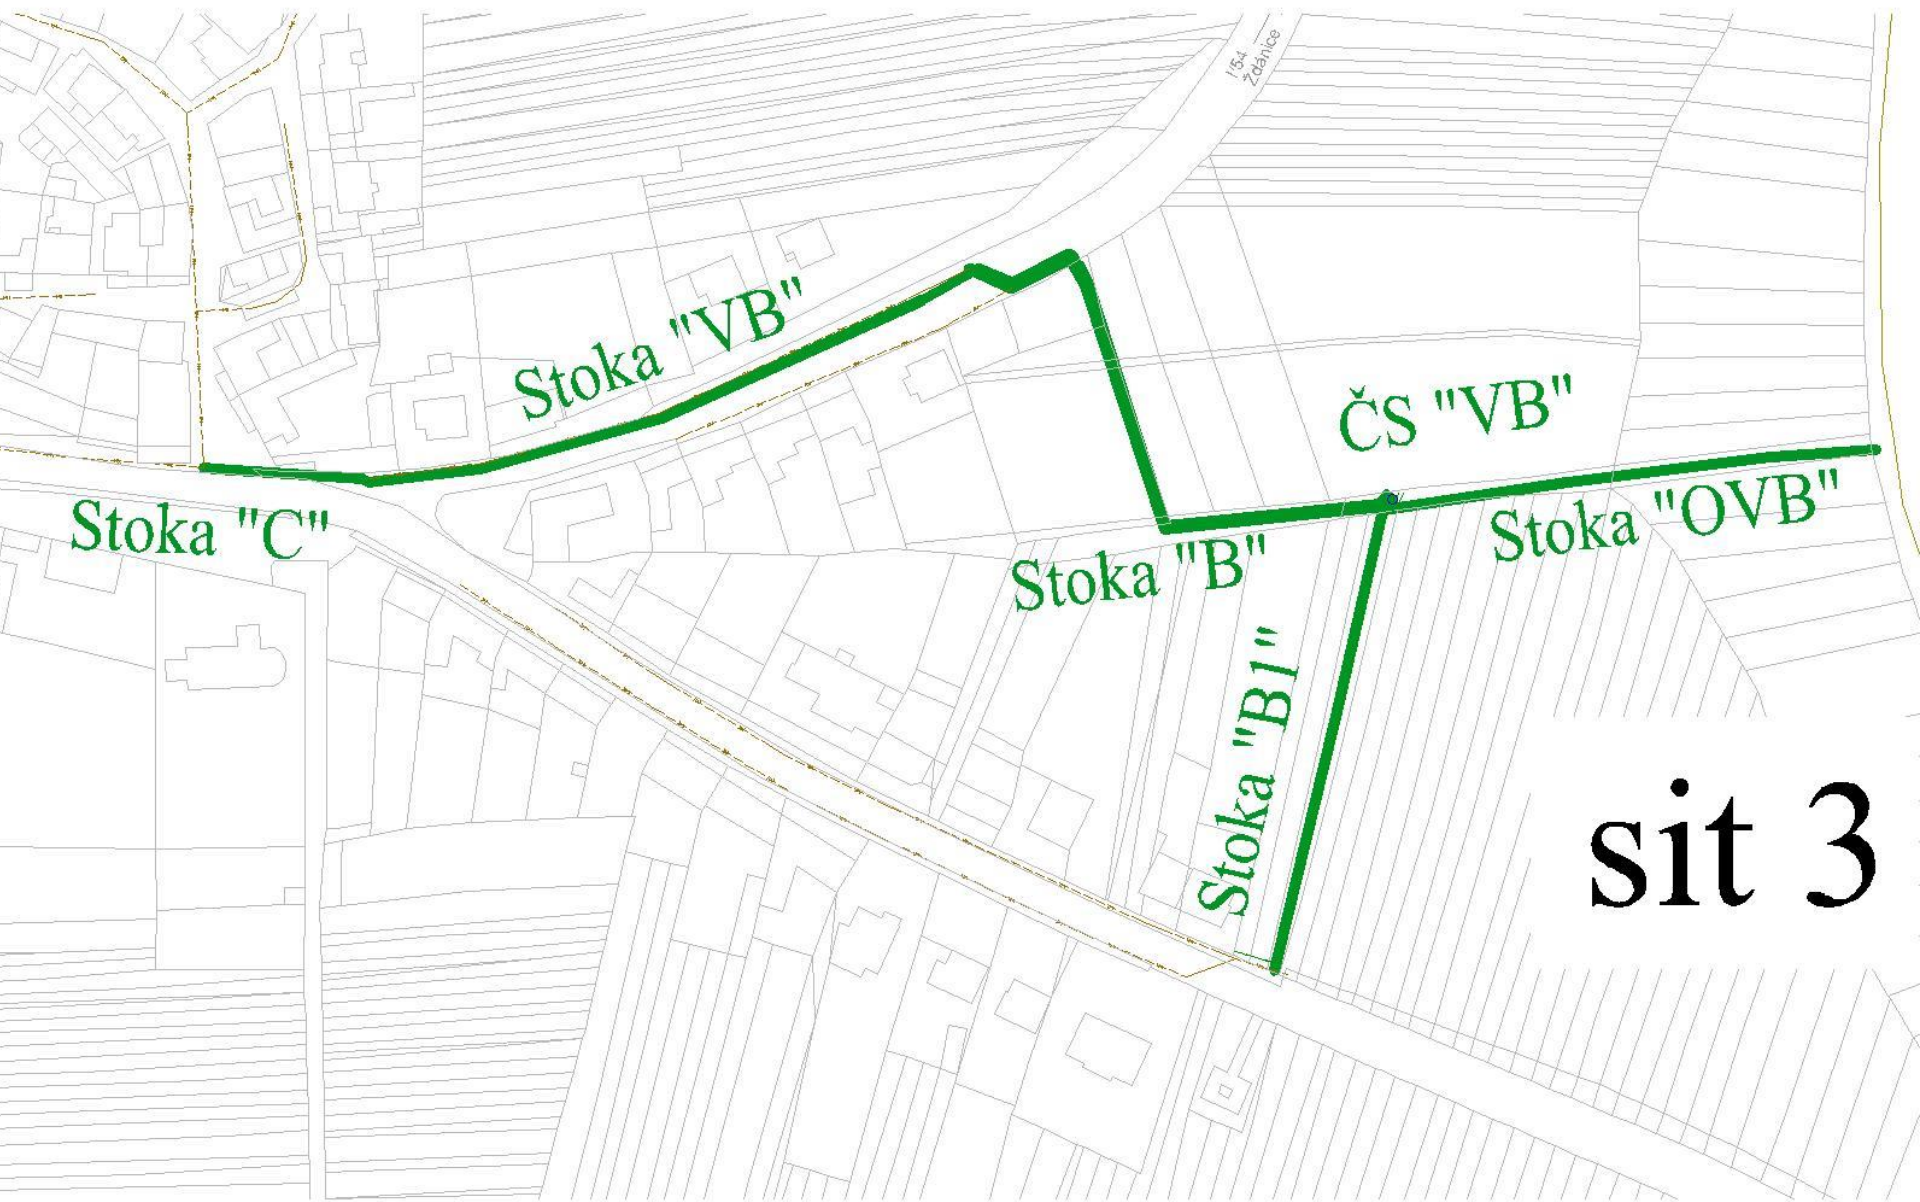 I/54
Ždánice
Stoka "VB"
ČS "VB"
Stoka "C"
Stoka "OVB"
Stoka "B"
Stoka "B1"
sit 3